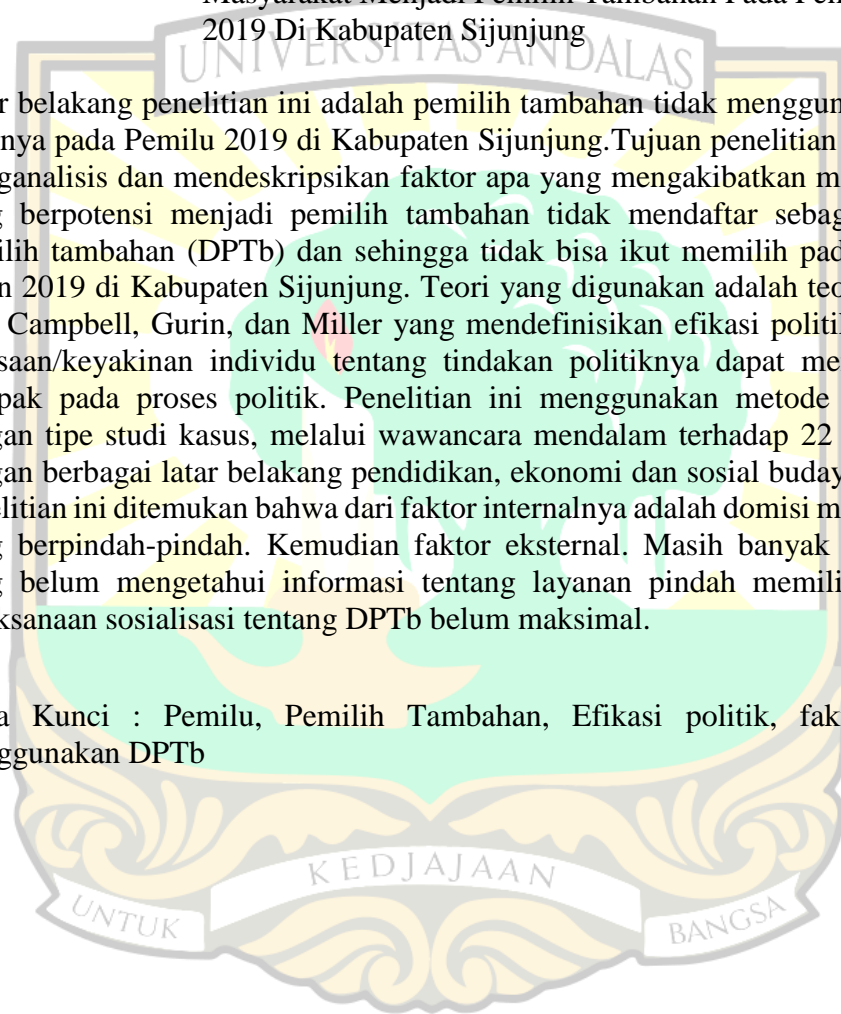 Masyarakat Menjadi Pemilih Tambahan Pada Pem
2019 Di Kabupaten Sijunjung
UNIVERSITAS ANDALAS
r belakang penelitian ini adalah pemilih tambahan tidak menggun
nya pada Pemilu 2019 di Kabupaten Sijunjung.Tujuan penelitian
ganalisis dan mendeskripsikan faktor apa yang mengakibatkan m
g berpotensi menjadi pemilih tambahan tidak mendaftar sebag
ilih tambahan (DPTb) dan sehingga tidak bisa ikut memilih pad
n 2019 di Kabupaten Sijunjung. Teori yang digunakan adalah teo
Campbell, Gurin, dan Miller yang mendefinisikan efikasi politi
saan/keyakinan individu tentang tindakan politiknya dapat me
pak pada proses politik. Penelitian ini menggunakan metode
gan tipe studi kasus, melalui wawancara mendalam terhadap 22
gan berbagai latar belakang pendidikan, ekonomi dan sosial buday
elitian ini ditemukan bahwa dari faktor internalnya adalah domisi m
g berpindah-pindah. Kemudian faktor eksternal. Masih banyak
g belum mengetahui informasi tentang layanan pindah memili
ksanaan sosialisasi tentang DPTb belum maksimal.
a Kunci : Pemilu, Pemilih Tambahan, Efikasi politik, fak
ggunakan DPTb
KEDJAJAAN
UNTUK BANGSA